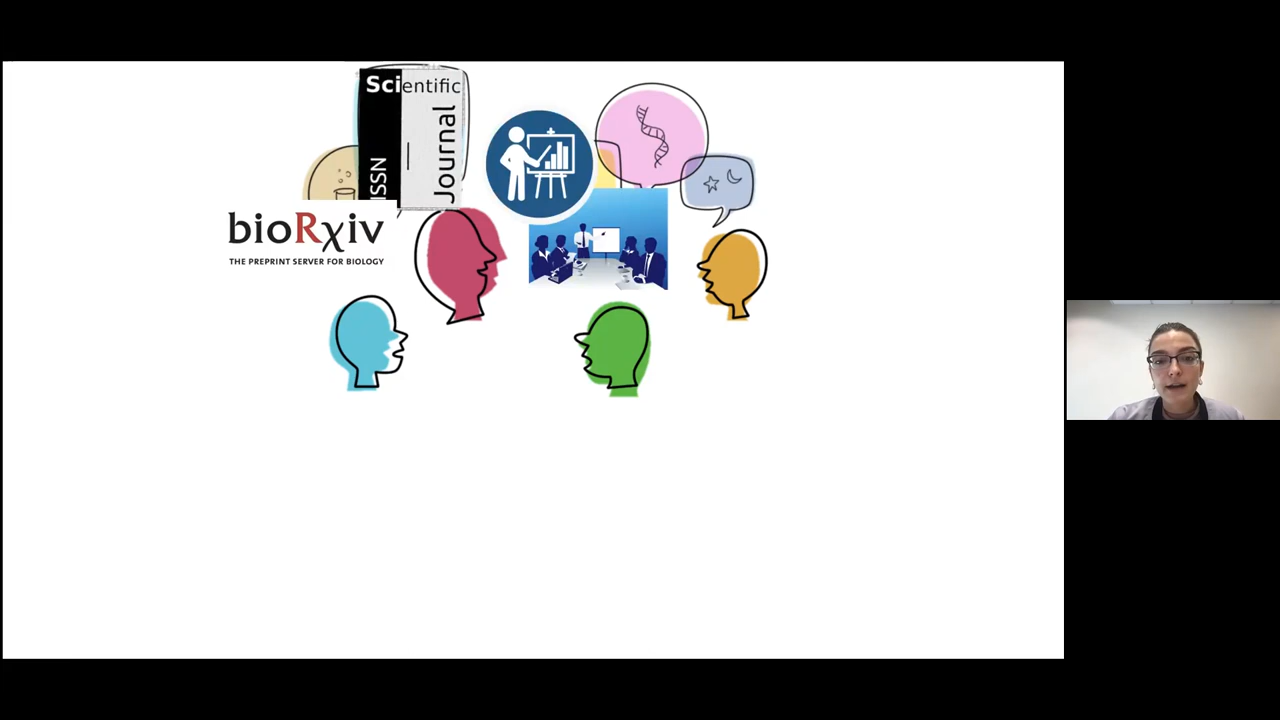 Scientific
Journal
ISSN
bioRχiv
THE PREPRINT SERVER FOR BIOLOGY